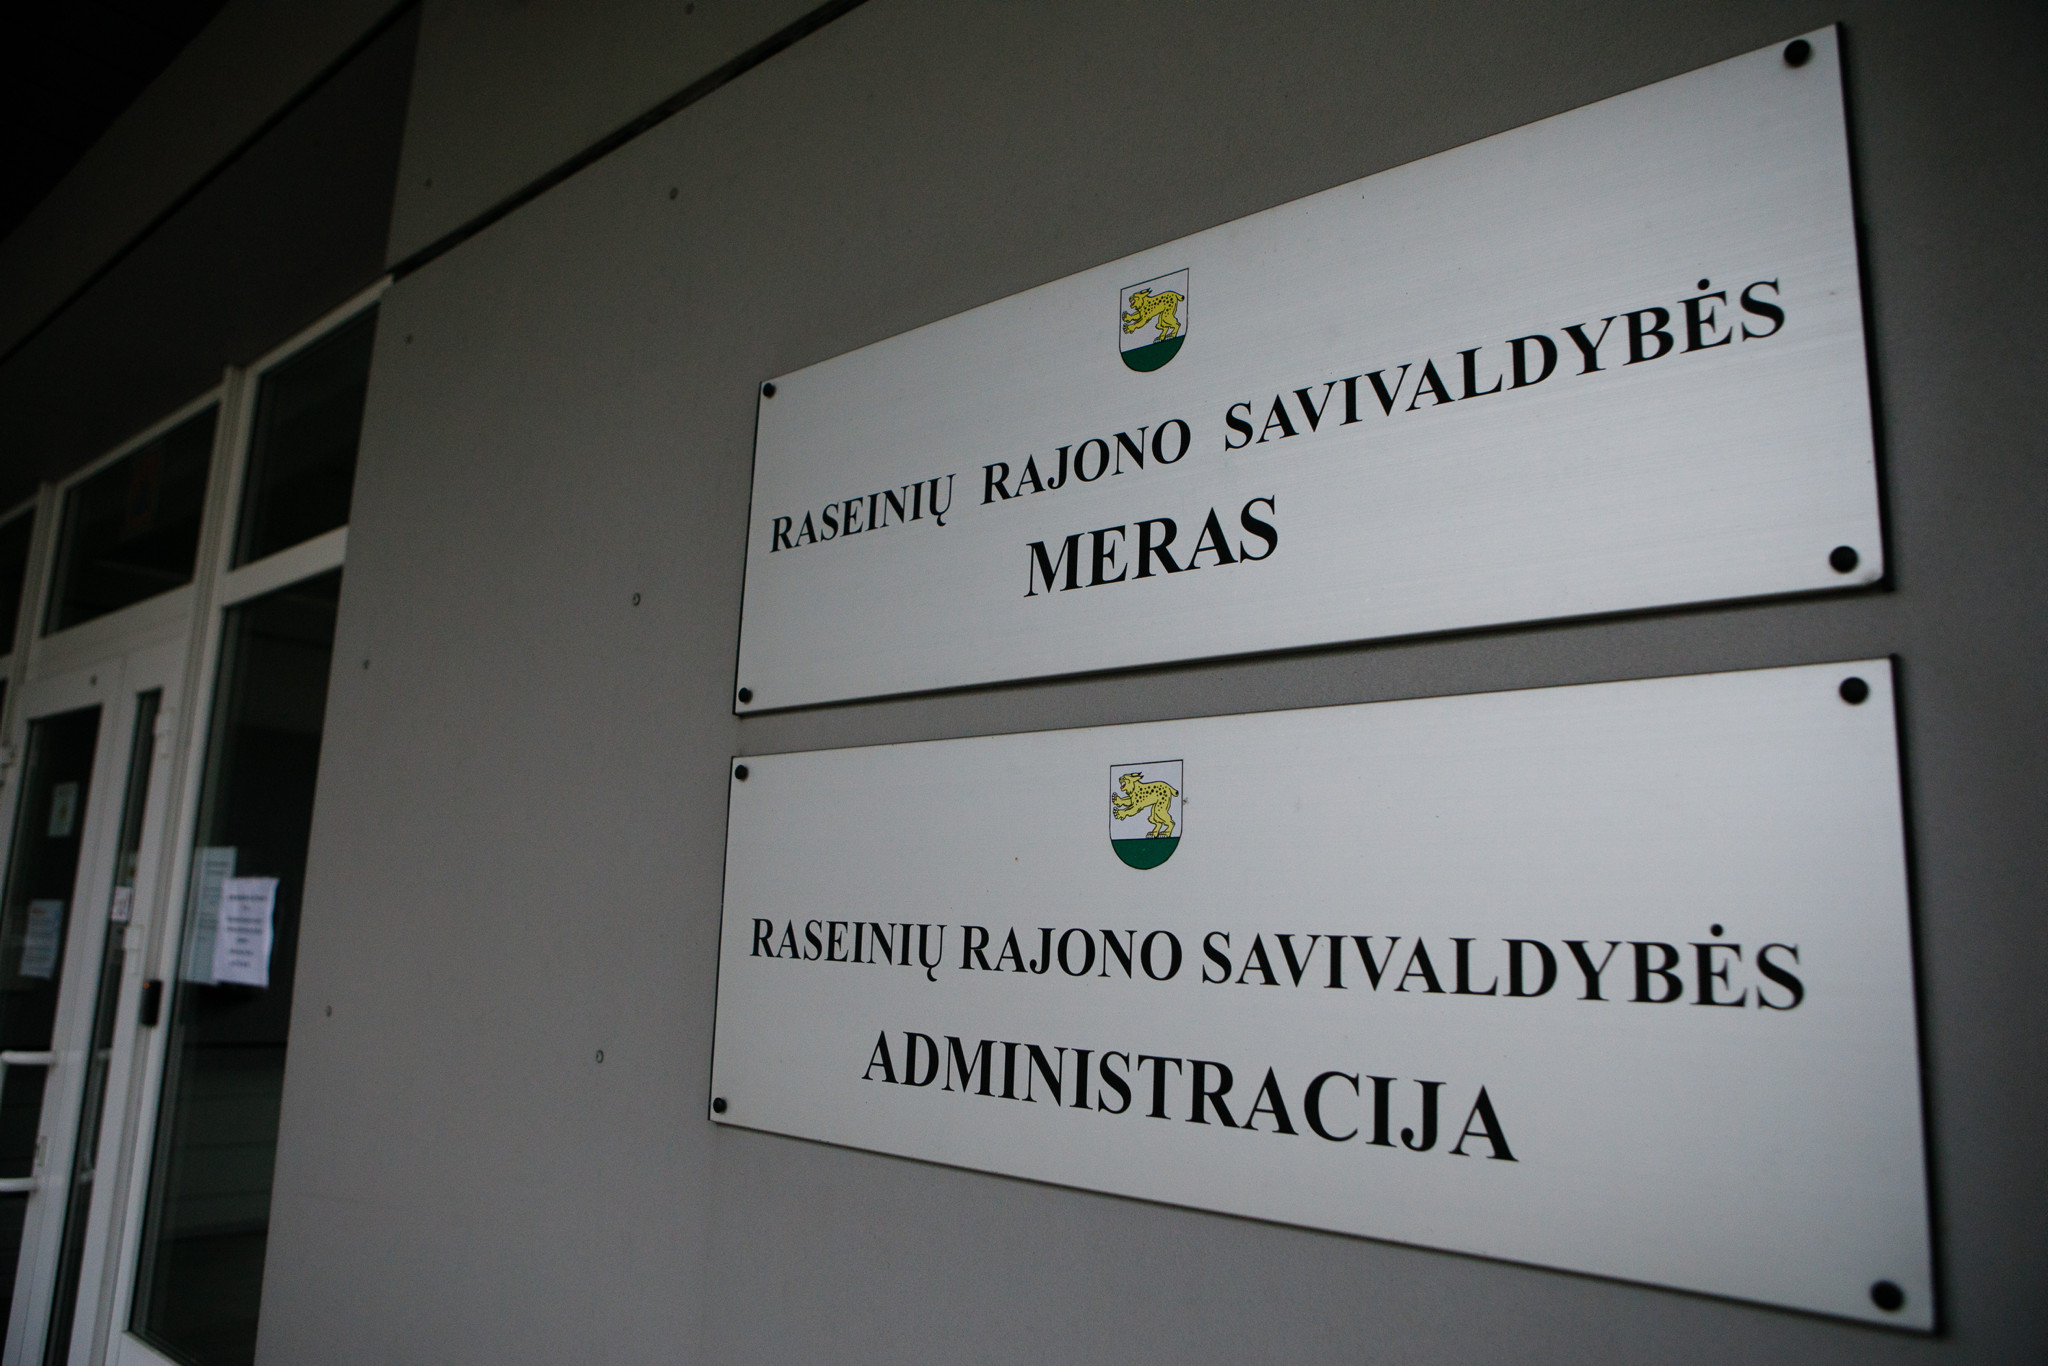 RASEINIŲ RAJONO SAVIVALDYBĖS
MERAS
RASEINIŲ RAJONO SAVIVALDYBĖS
ADMINISTRACIJA